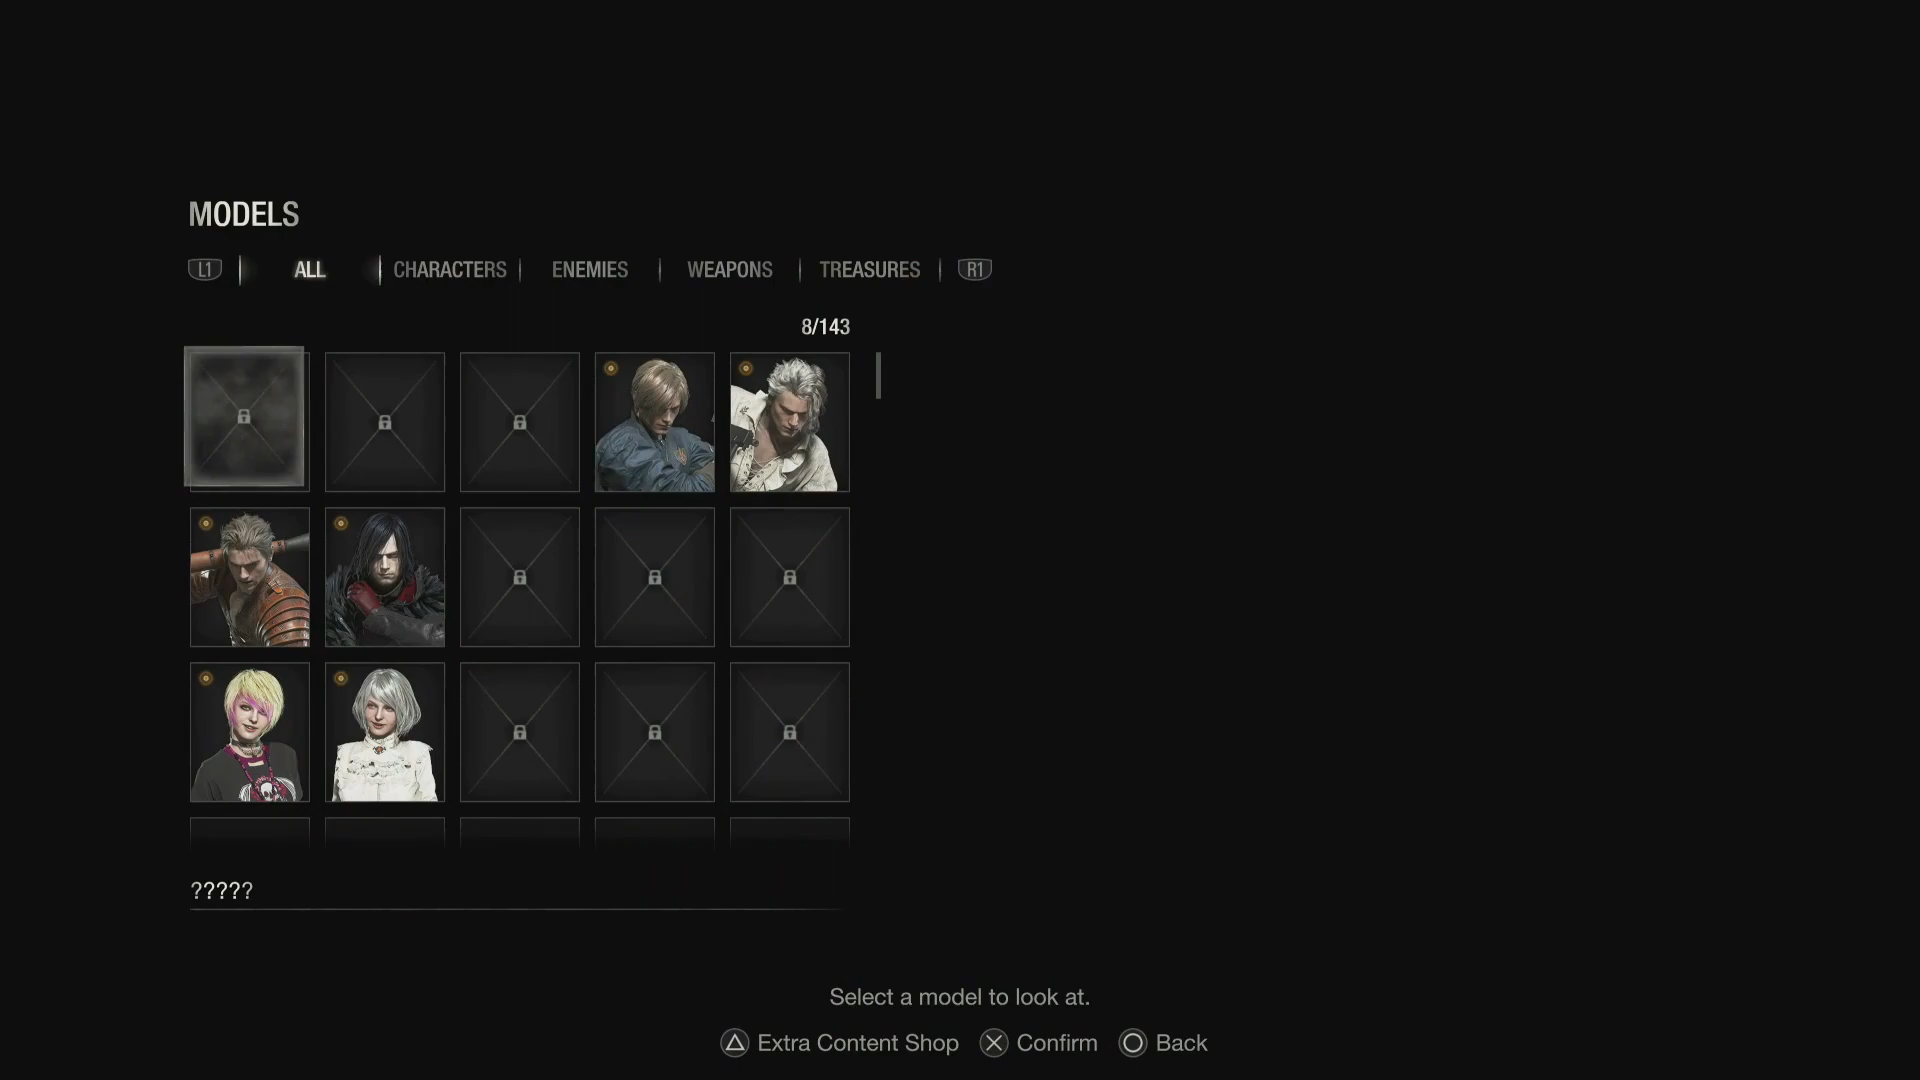 MODELS
L1 ALL CHARACTERS ENEMIES WEAPONS TREASURES R1
8/143
?????
Select a model to look at.
Extra Content Shop Confirm Back